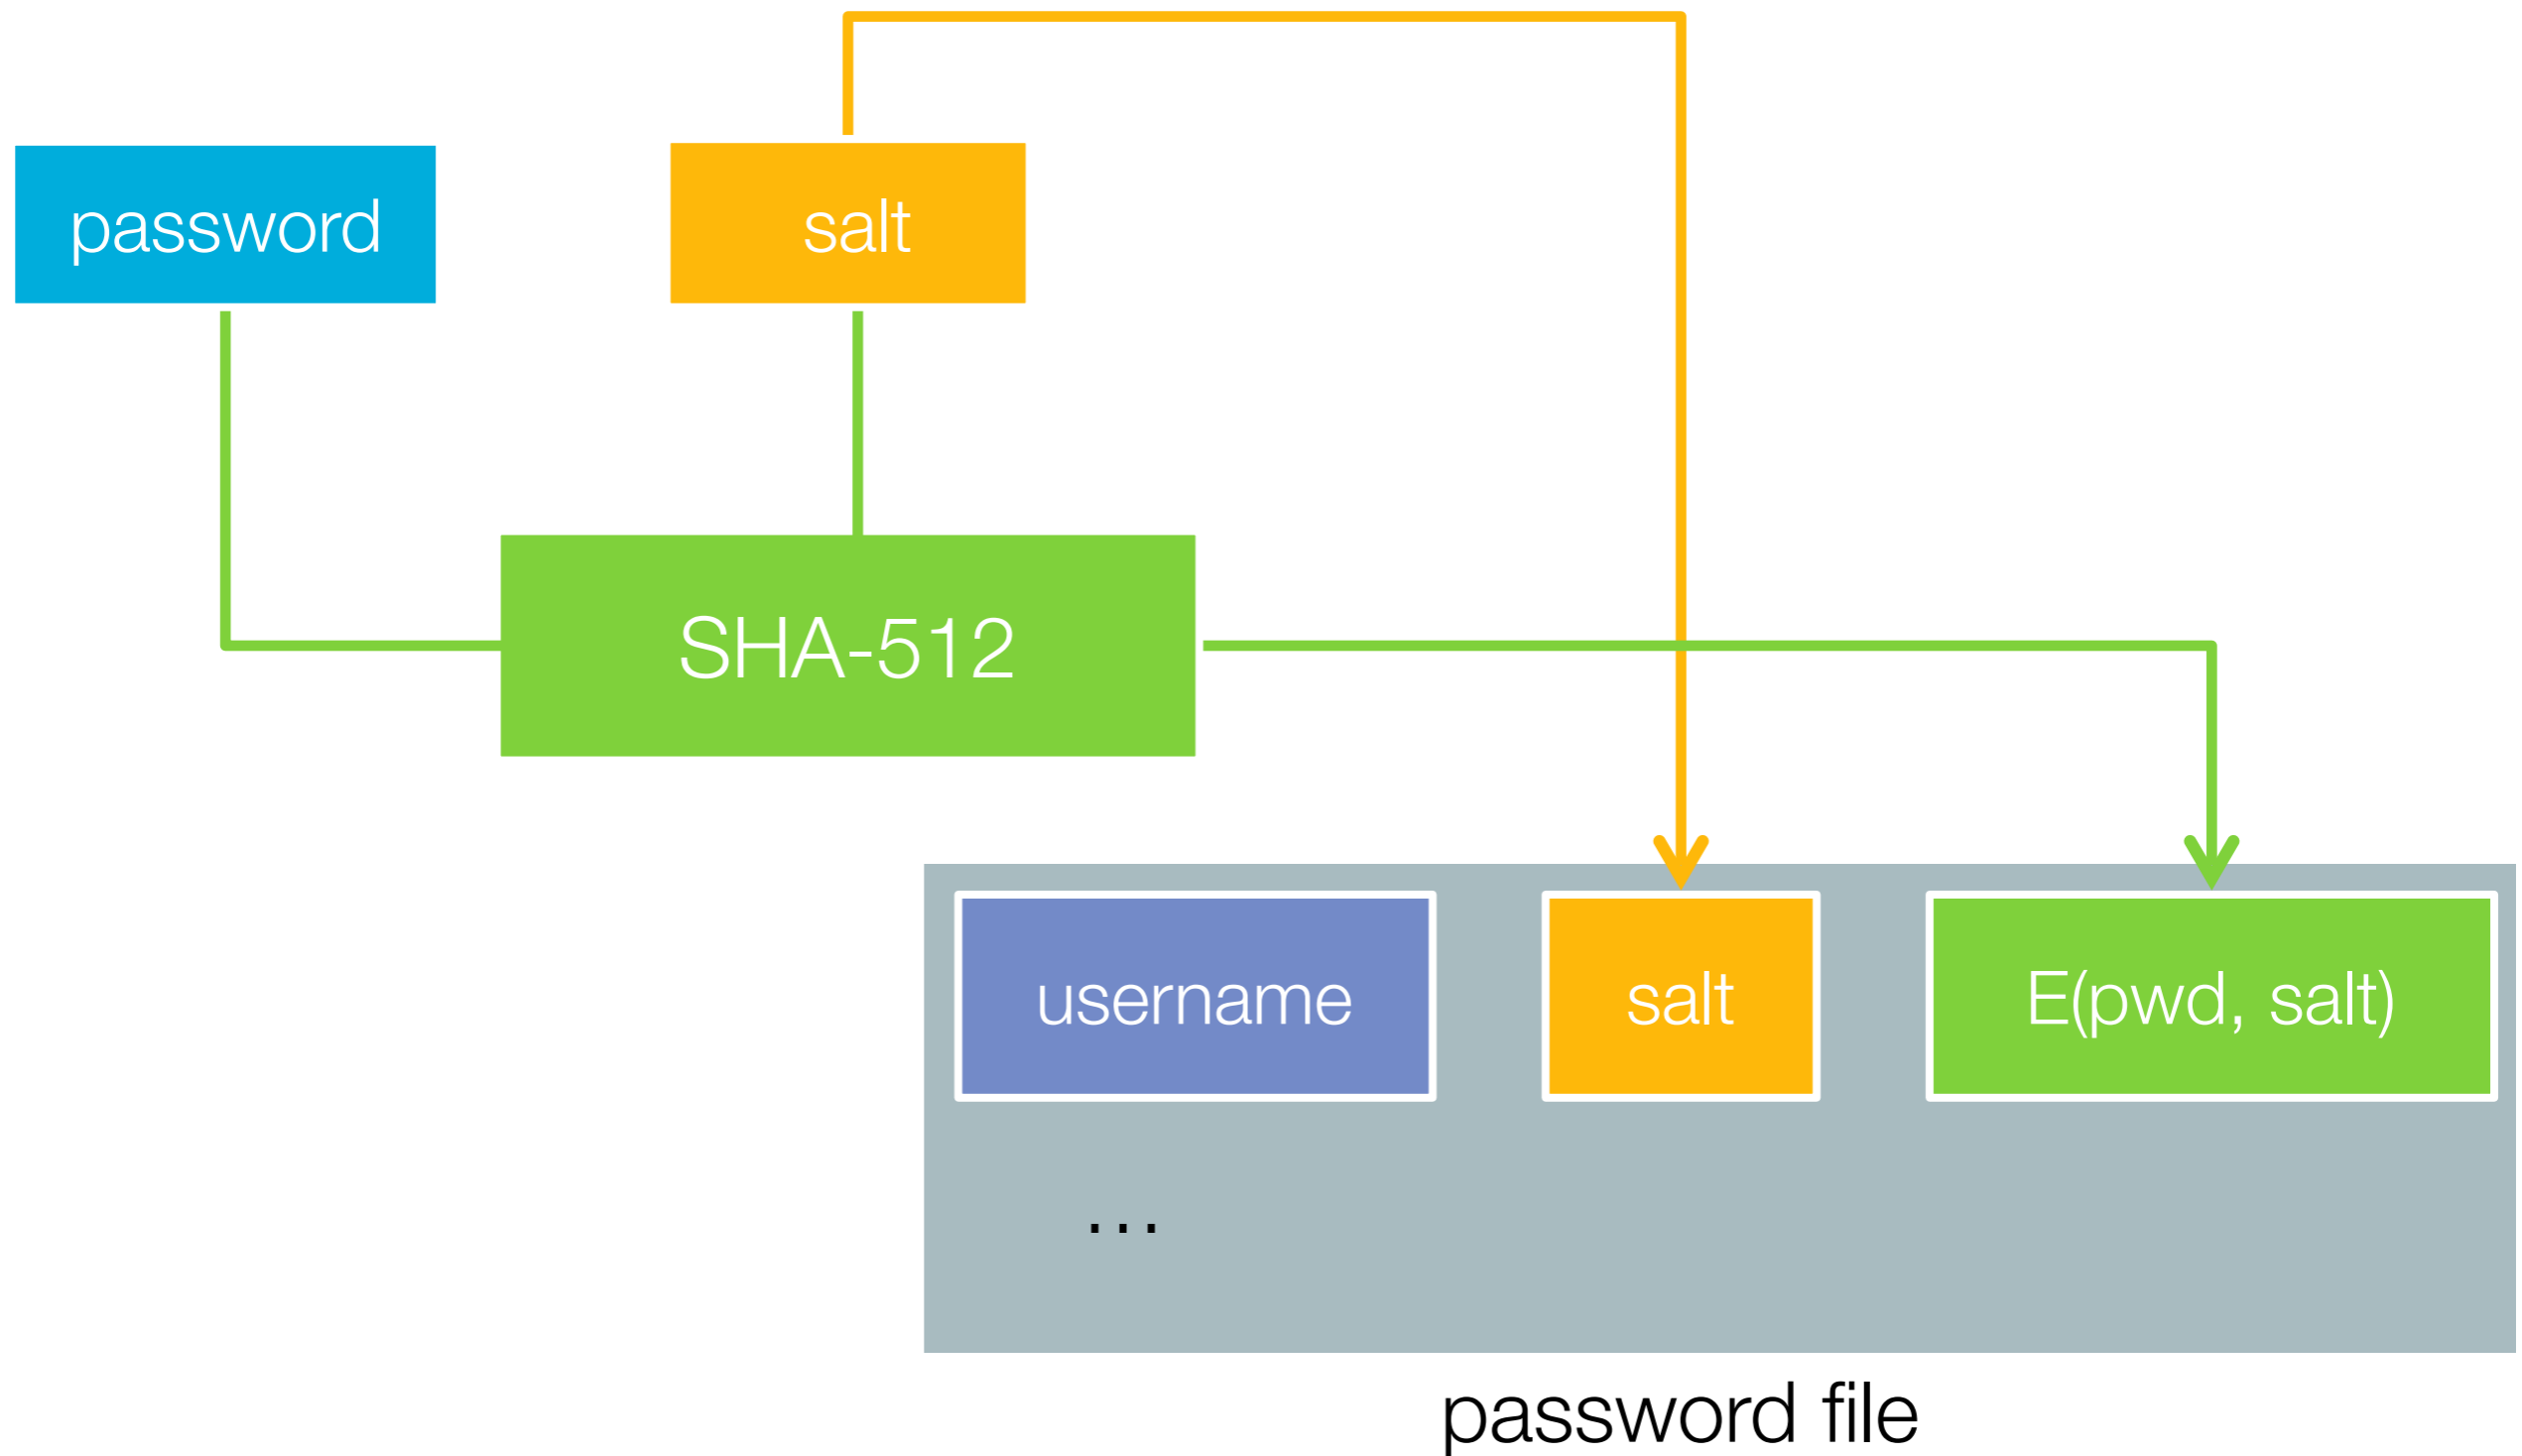 password
salt
SHA-512
username
salt
E(pwd, salt)
...
password file